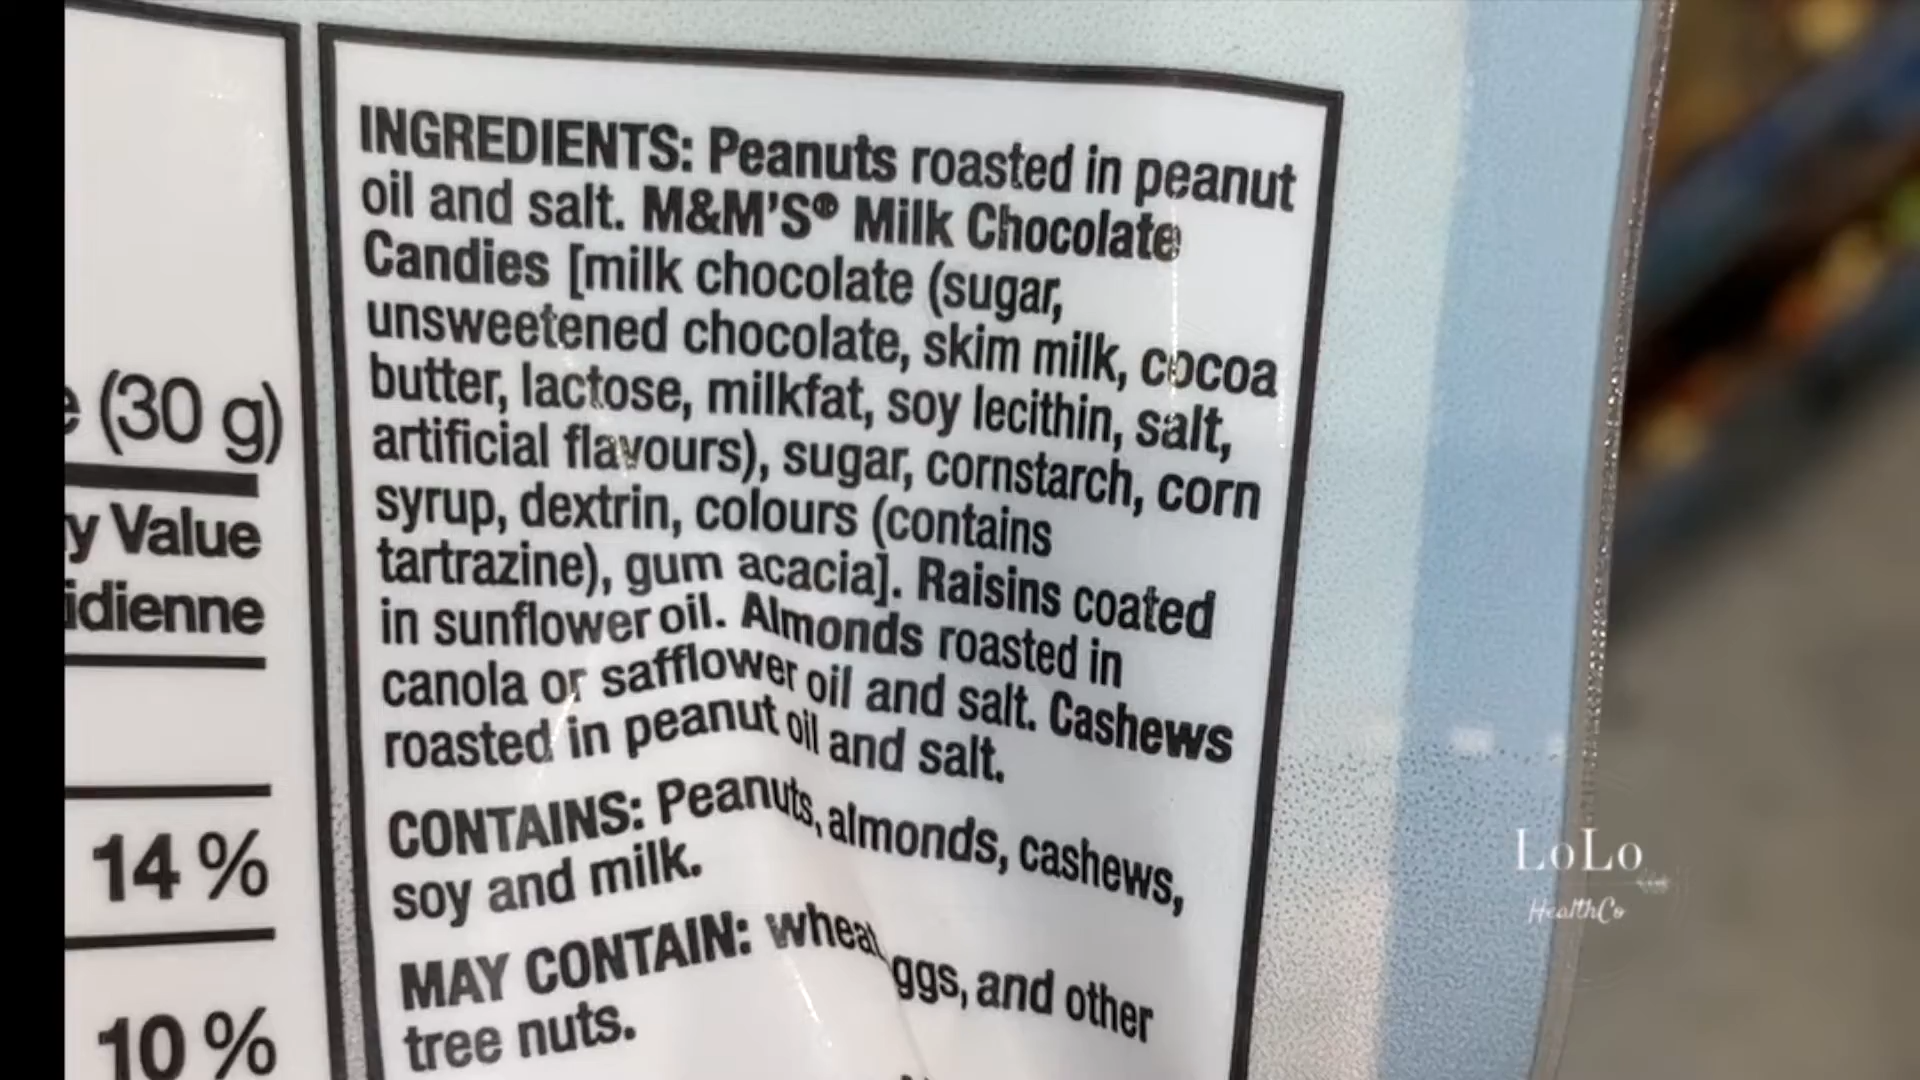 INGREDIENTS: Peanuts roasted in peanut
oil and salt. M&M'S® Milk Chocolate
Candies [milk chocolate (sugar,
unsweetened chocolate, skim milk, cocoa
butter, lactose, milkfat, soy lecithin, salt,
artificial flavours), sugar, cornstarch, corn
syrup, dextrin, colours (contains
tartrazine), gum acacia]. Raisins coated
in sunflower oil. Almonds roasted in
canola or safflower oil and salt. Cashews
roasted in peanut oil and salt.
CONTAINS: Peanuts, almonds, cashews,
soy and milk.
MAY CONTAIN: wheat ggs, and other
tree nuts.
(30 g)
y Value
idienne
14 %
10 %
LoLo
HealthCo